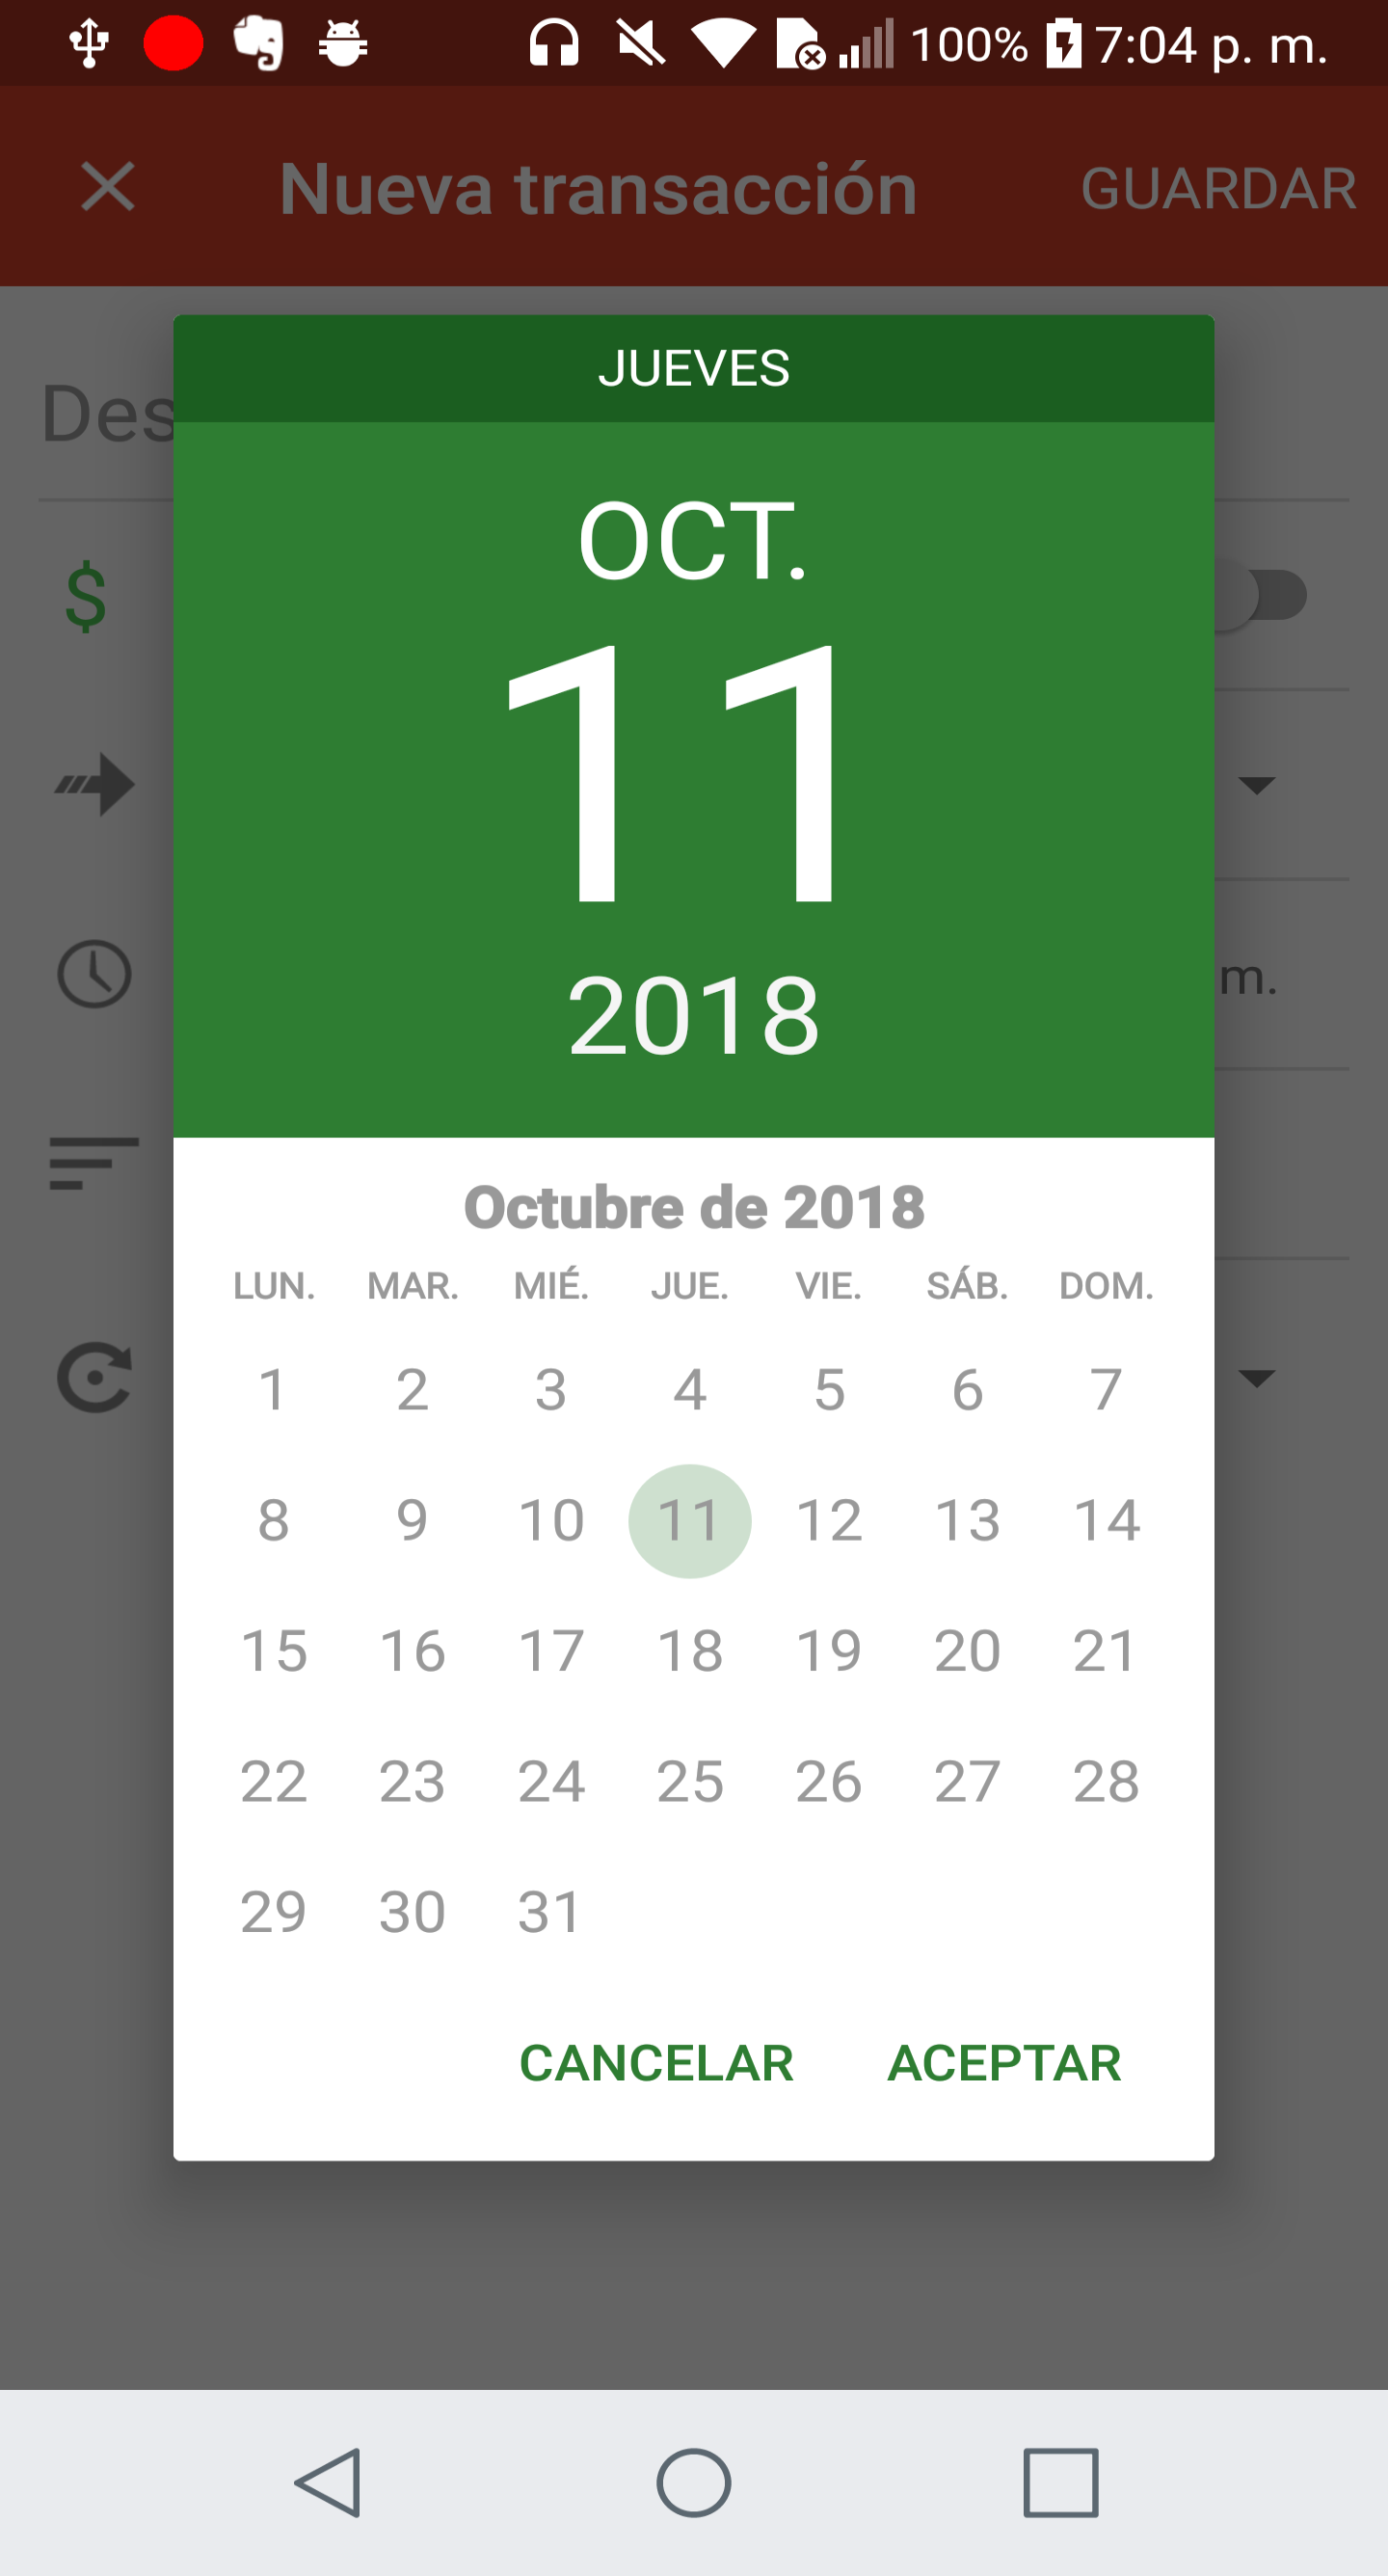 100% 7:04 p. m.
Nueva transacción GUARDAR
JUEVES
Des
OCT.
$
11
2018
m.
Octubre de 2018
LUN. MAR. MIÉ. JUE. VIE. SÁB. DOM.
1 2 3 4 5 6 7
8 9 10 11 12 13 14
15 16 17 18 19 20 21
22 23 24 25 26 27 28
29 30 31
CANCELAR ACEPTAR